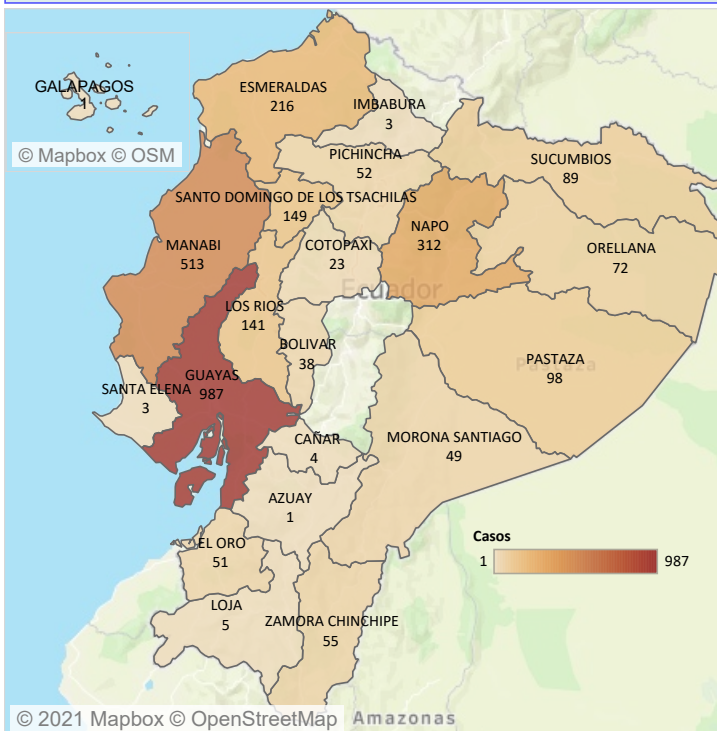 GALAPAGOS
1
© Mapbox © OSM
ESMERALDAS
216
IMBABURA
3
PICHINCHA
52
SUCUMBIOS
89
SANTO DOMINGO DE LOS TSACHILAS
149
NAPO
312
MANABI
513
COTOPAXI
23
ORELLANA
72
Ecuador
LOS RIOS
141
BOLIVAR
38
Pastaza
PASTAZA
98
GUAYAS
987
SANTA ELENA
3
CAÑAR
4
MORONA SANTIAGO
49
AZUAY
1
EL ORO
51
Casos
1 987
LOJA
5
ZAMORA CHINCHIPE
55
© 2021 Mapbox © OpenStreetMap
Amazonas